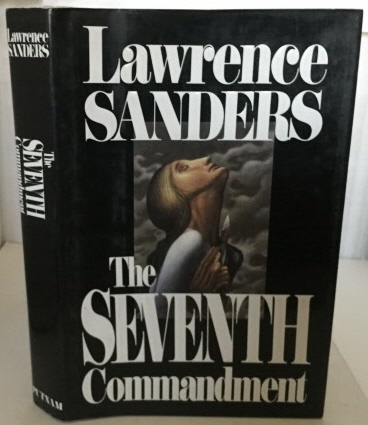 Lawrence
SANDERS
The
SEVENTH
Commandment
PUTNAM
Lawrence
SANDERS
The
SEVENTH
Commandment